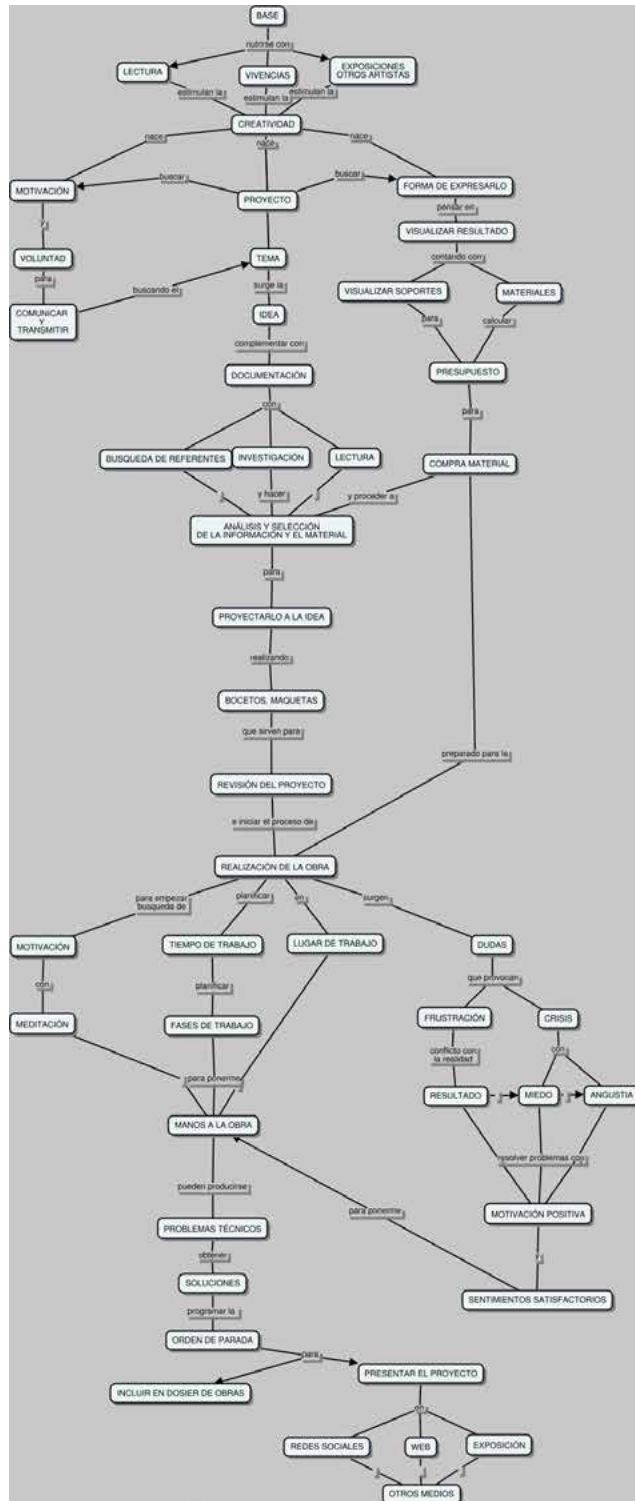 BASE
nutrirse con
LECTURA
VIVENCIAS
EXPOSICIONES
OTROS ARTISTAS
estimulan la
estimulan la
estimulan la
CREATIVIDAD
nace
nace
nace
MOTIVACIÓN
buscar
PROYECTO
buscar
FORMA DE EXPRESARLO
y
pensar en
VOLUNTAD
TEMA
VISUALIZAR RESULTADO
para
buscando el
surge la
contando con
COMUNICAR
Y
TRANSMITIR
IDEA
VISUALIZAR SOPORTES
MATERIALES
complementar con
para
calcular
DOCUMENTACIÓN
PRESUPUESTO
con
para
BUSQUEDA DE REFERENTES
INVESTIGACIÓN
LECTURA
COMPRA MATERIAL
y hacer
y proceder a
ANÁLISIS Y SELECCIÓN
DE LA INFORMACIÓN Y EL MATERIAL
para
PROYECTARLO A LA IDEA
realizando
BOCETOS, MAQUETAS
que sirven para
preparado para la
REVISIÓN DEL PROYECTO
e iniciar el proceso de
REALIZACIÓN DE LA OBRA
para empezar
busqueda de
planificar
en
surgen
MOTIVACIÓN
TIEMPO DE TRABAJO
LUGAR DE TRABAJO
DUDAS
con
planificar
que provocan
MEDITACIÓN
FASES DE TRABAJO
FRUSTRACIÓN
CRISIS
conflicto con
la realidad
con
para ponerme
RESULTADO
MIEDO
ANGUSTIA
MANOS A LA OBRA
resolver problemas con
pueden producirse
para ponerme
MOTIVACIÓN POSITIVA
PROBLEMAS TÉCNICOS
y
obtener
SOLUCIONES
SENTIMIENTOS SATISFACTORIOS
programar la
ORDEN DE PARADA
para
PRESENTAR EL PROYECTO
INCLUIR EN DOSIER DE OBRAS
en
REDES SOCIALES
WEB
EXPOSICIÓN
OTROS MEDIOS